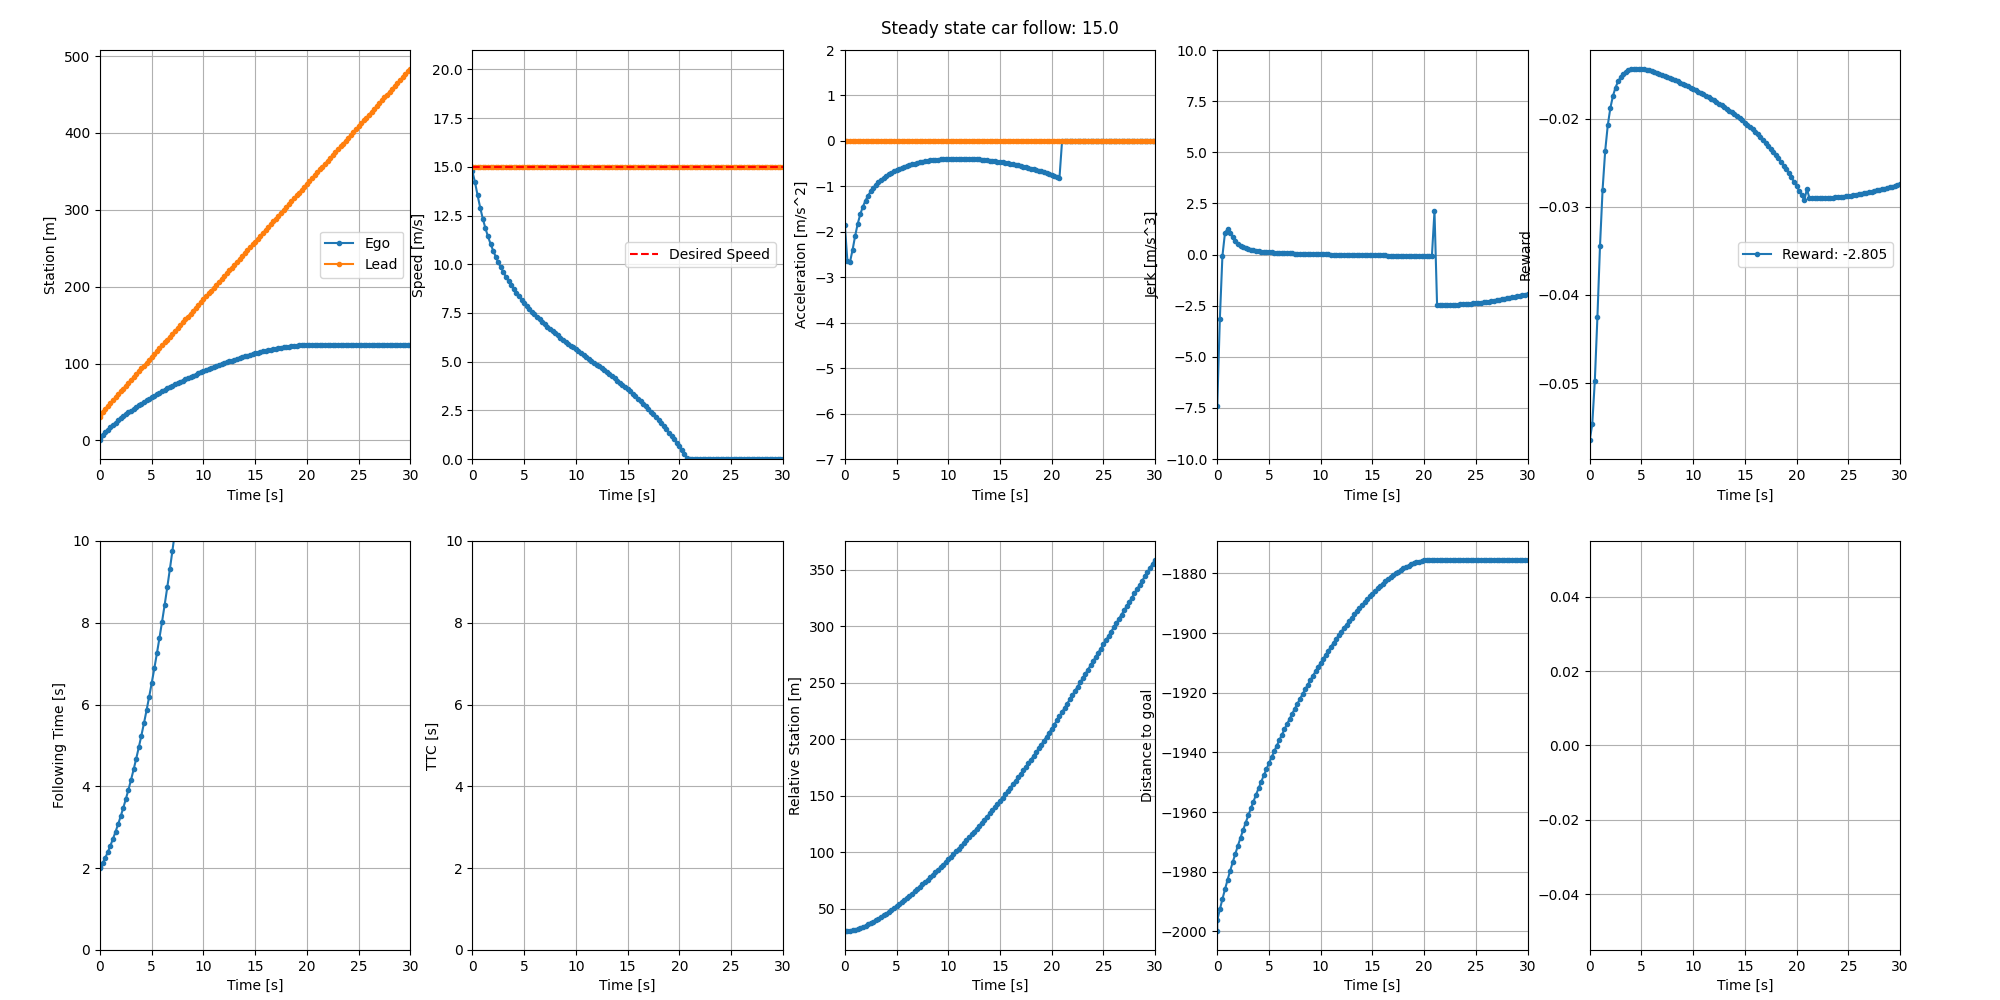 Steady state car follow: 15.0
500
400
300
200
100
0
Station [m]
Ego
Lead
0 5 10 15 20 25 30
Time [s]
20.0
17.5
15.0
12.5
10.0
7.5
5.0
2.5
0.0
Speed [m/s]
Desired Speed
0 5 10 15 20 25 30
Time [s]
2
1
0
−1
−2
−3
−4
−5
−6
−7
Acceleration [m/s^2]
0 5 10 15 20 25 30
Time [s]
10.0
7.5
5.0
2.5
0.0
−2.5
−5.0
−7.5
−10.0
Jerk [m/s^3]
0 5 10 15 20 25 30
Time [s]
−0.02
−0.03
−0.04
−0.05
Reward
Reward: -2.805
0 5 10 15 20 25 30
Time [s]
10
8
6
4
2
0
Following Time [s]
0 5 10 15 20 25 30
Time [s]
10
8
6
4
2
0
TTC [s]
0 5 10 15 20 25 30
Time [s]
350
300
250
200
150
100
50
Relative Station [m]
0 5 10 15 20 25 30
Time [s]
−1880
−1900
−1920
−1940
−1960
−1980
−2000
Distance to goal
0 5 10 15 20 25 30
Time [s]
0.04
0.02
0.00
−0.02
−0.04
0 5 10 15 20 25 30
Time [s]